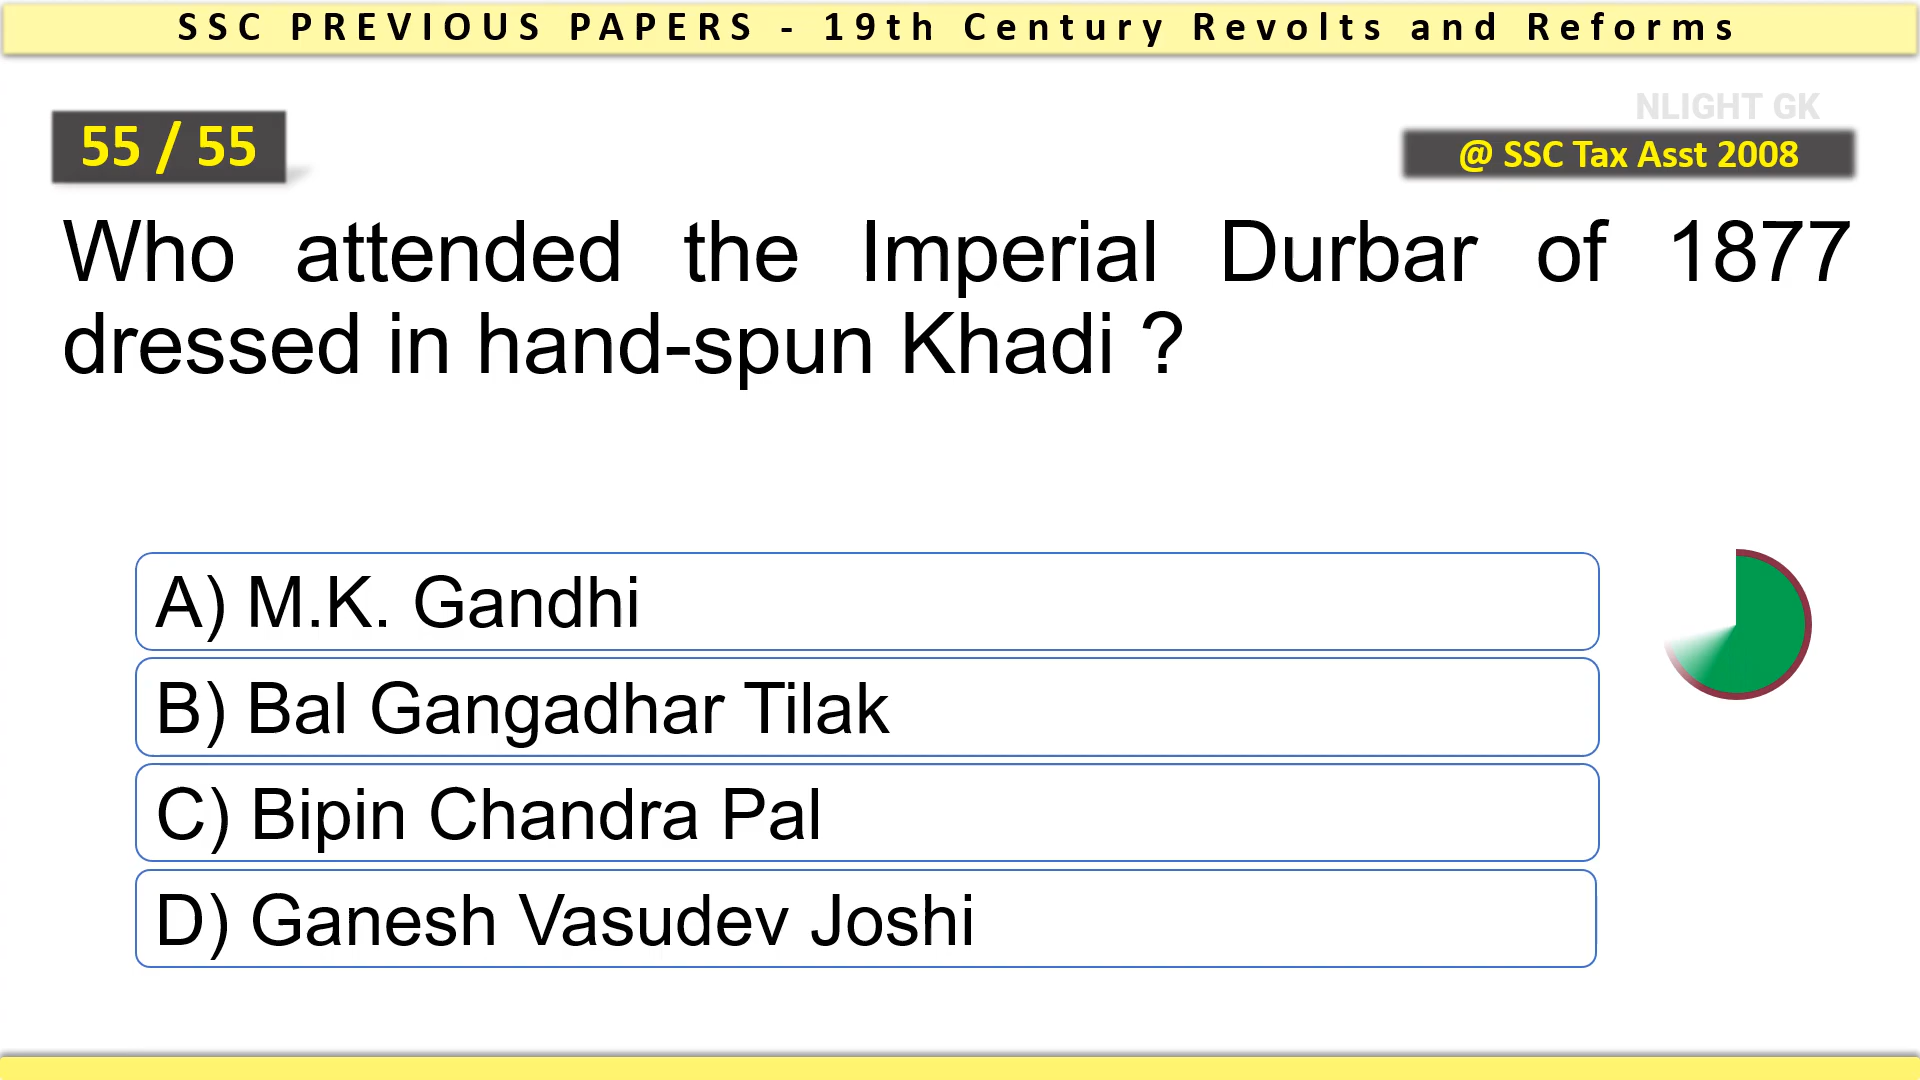 SSC PREVIOUS PAPERS - 19th Century Revolts and Reforms
NLIGHT GK
55 / 55
@ SSC Tax Asst 2008
Who attended the Imperial Durbar of 1877
dressed in hand-spun Khadi ?
A) M.K. Gandhi
B) Bal Gangadhar Tilak
C) Bipin Chandra Pal
D) Ganesh Vasudev Joshi